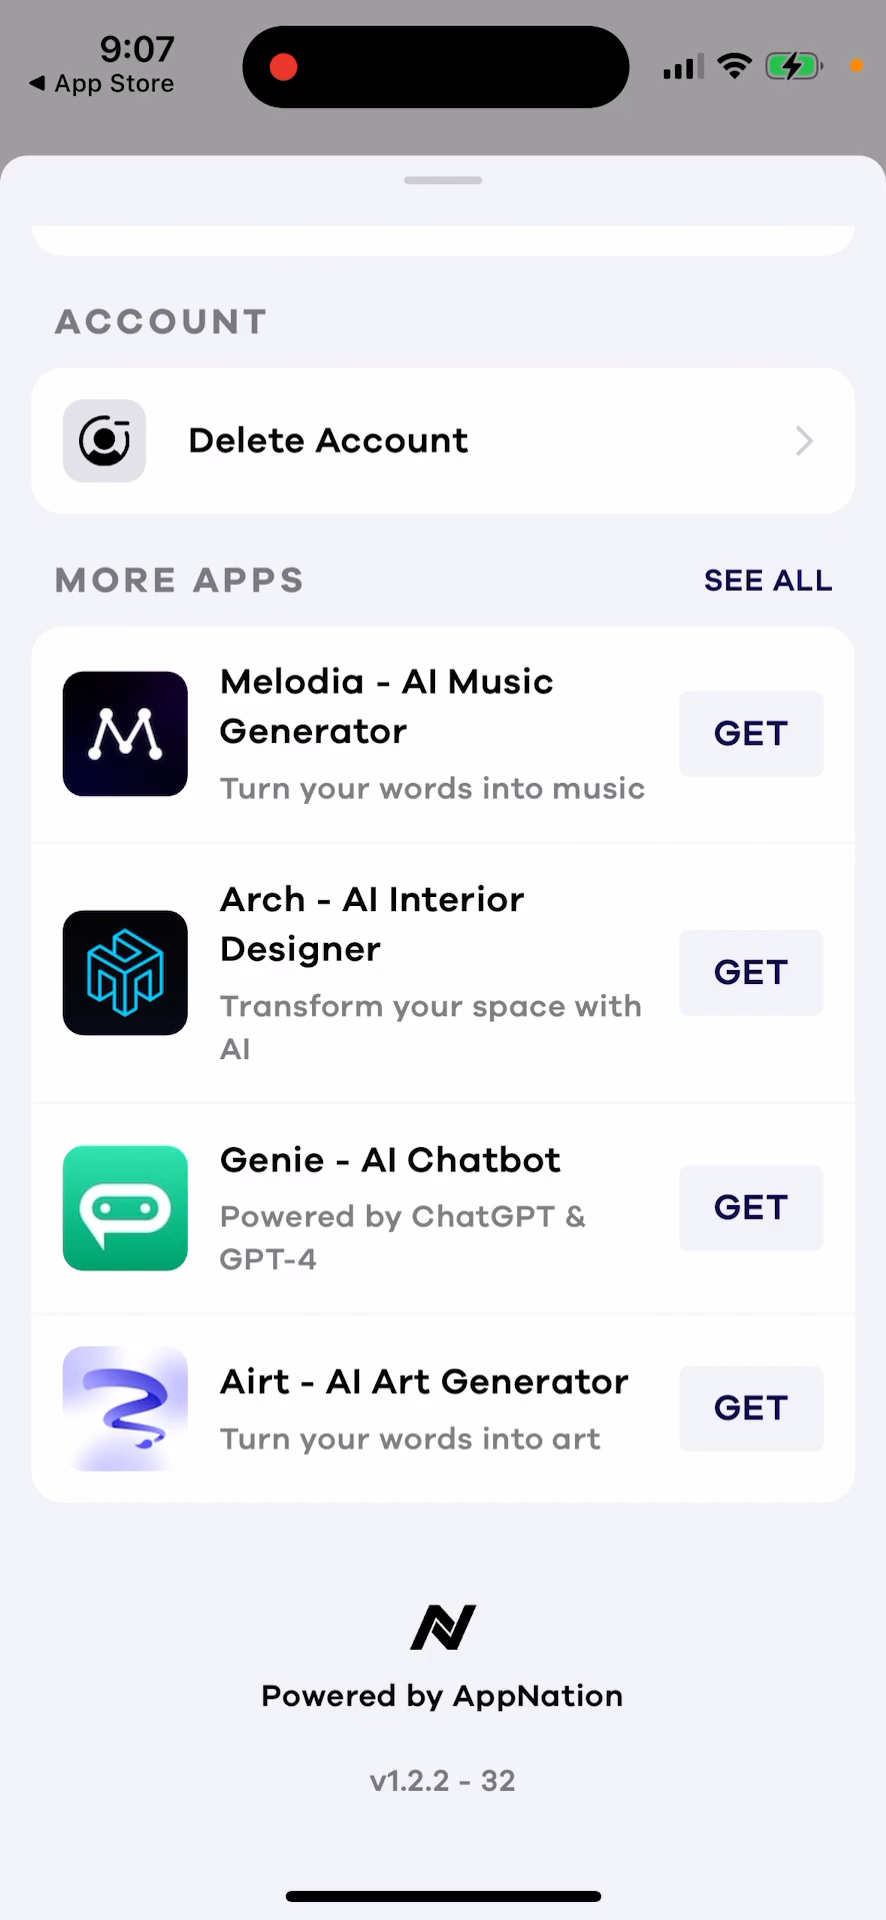 9:07
◀ App Store
ACCOUNT
Delete Account
MORE APPS
SEE ALL
Melodia - AI Music
Generator
Turn your words into music
GET
Arch - AI Interior
Designer
Transform your space with
AI
GET
Genie - AI Chatbot
Powered by ChatGPT &
GPT-4
GET
Airt - AI Art Generator
Turn your words into art
GET
Powered by AppNation
v1.2.2 - 32